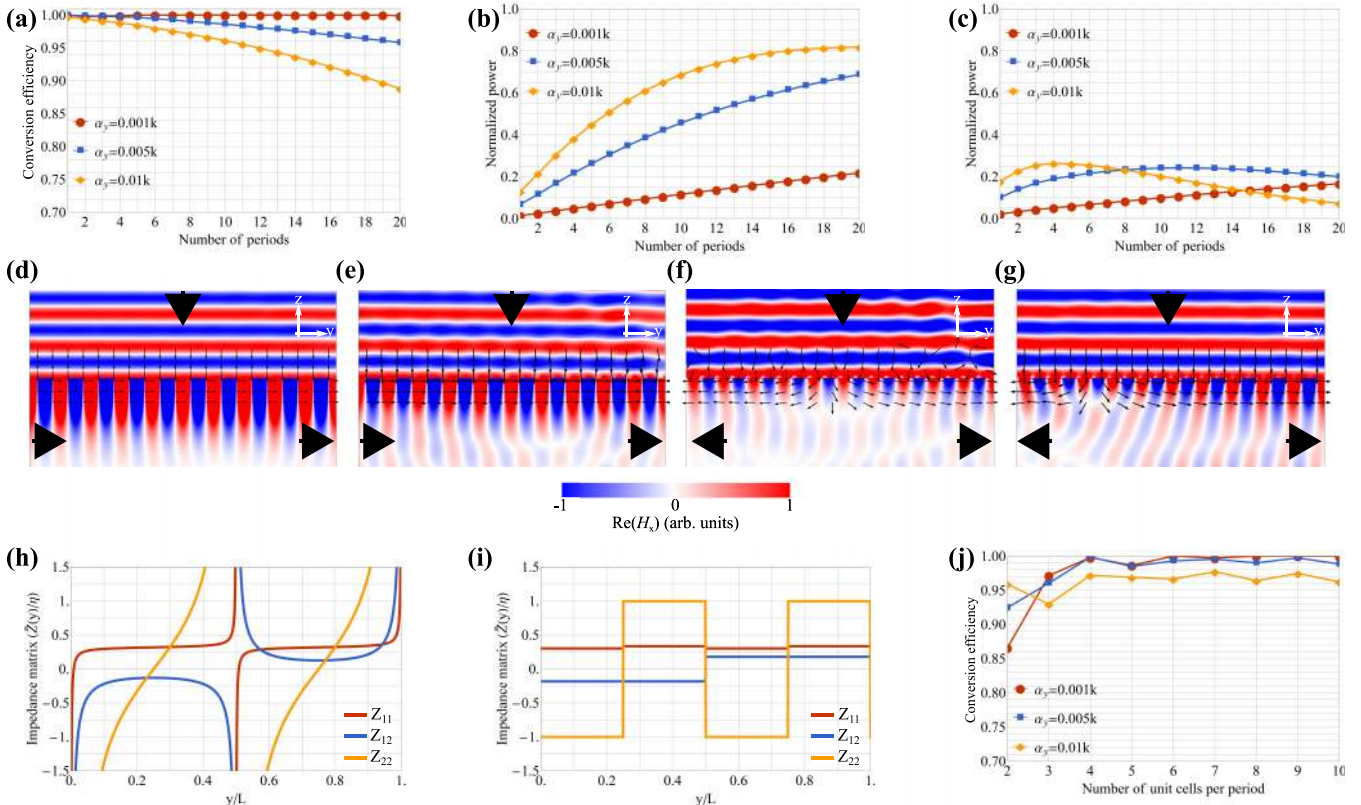 (a)
Conversion efficiency
1.00
0.95
0.90
0.85
0.80
0.75
0.70
αy=0.001k
αy=0.005k
αy=0.01k
2 4 6 8 10 12 14 16 18 20
Number of periods
(b)
Normalized power
1.0
0.8
0.6
0.4
0.2
0.0
αy=0.001k
αy=0.005k
αy=0.01k
2 4 6 8 10 12 14 16 18 20
Number of periods
(c)
Normalized power
1.0
0.8
0.6
0.4
0.2
0.0
αy=0.001k
αy=0.005k
αy=0.01k
2 4 6 8 10 12 14 16 18 20
Number of periods
(d)
z
y
(e)
z
y
(f)
z
y
(g)
z
y
-1 0 1
Re(Hx) (arb. units)
(h)
Impedance matrix (Z̄(y)/η)
1.5
1.
0.5
0.
−0.5
−1.
−1.5
Z11
Z12
Z22
0. 0.2 0.4 0.6 0.8 1.
y/L
(i)
Impedance matrix (Z̄(y)/η)
1.5
1.
0.5
0.
−0.5
−1.
−1.5
Z11
Z12
Z22
0. 0.2 0.4 0.6 0.8 1.
y/L
(j)
Conversion efficiency
1.00
0.95
0.90
0.85
0.80
0.75
0.70
αy=0.001k
αy=0.005k
αy=0.01k
2 3 4 5 6 7 8 9 10
Number of unit cells per period